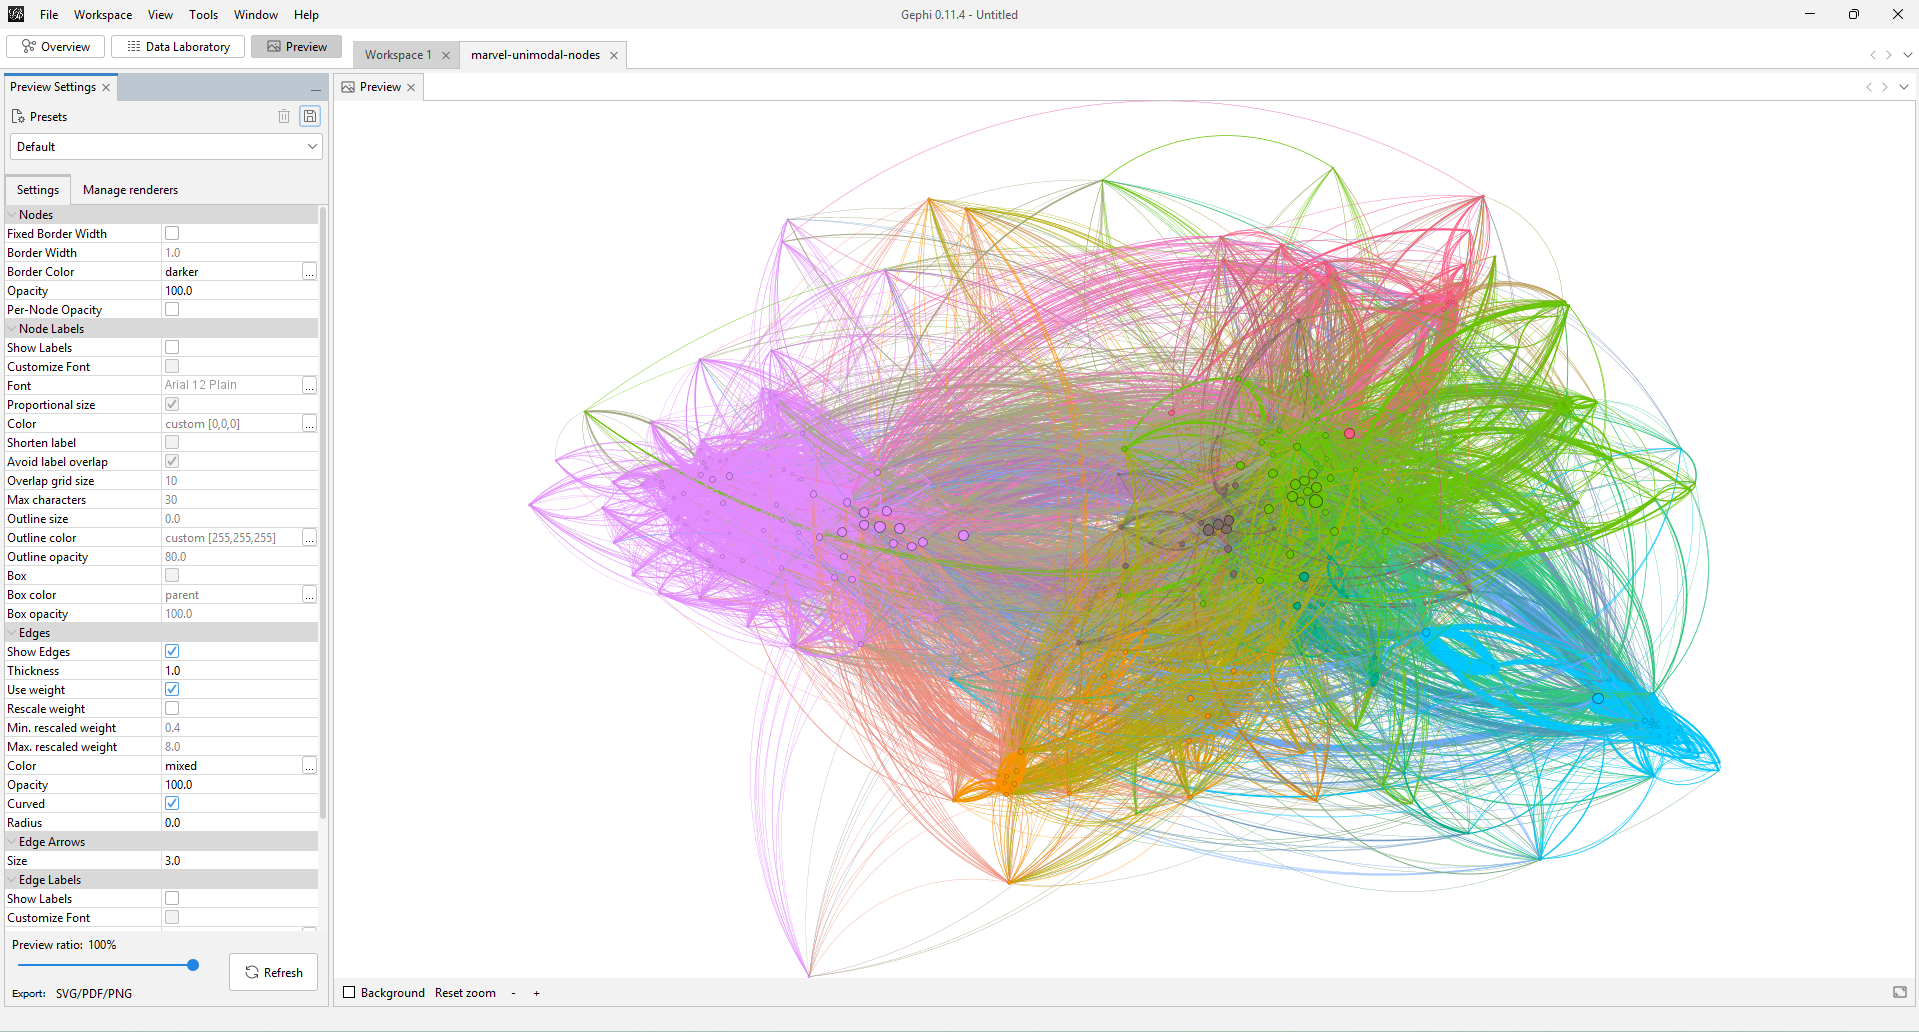 File Workspace View Tools Window Help
Gephi 0.11.4 - Untitled
Overview Data Laboratory Preview
Workspace 1 marvel-unimodal-nodes
Preview Settings
Preview
Presets
Default
Settings Manage renderers
Nodes
Fixed Border Width
Border Width 1.0
Border Color darker ...
Opacity 100.0
Per-Node Opacity
Node Labels
Show Labels
Customize Font
Font Arial 12 Plain ...
Proportional size
Color custom [0,0,0] ...
Shorten label
Avoid label overlap
Overlap grid size 10
Max characters 30
Outline size 0.0
Outline color custom [255,255,255] ...
Outline opacity 80.0
Box
Box color parent ...
Box opacity 100.0
Edges
Show Edges
Thickness 1.0
Use weight
Rescale weight
Min. rescaled weight 0.4
Max. rescaled weight 8.0
Color mixed ...
Opacity 100.0
Curved
Radius 0.0
Edge Arrows
Size 3.0
Edge Labels
Show Labels
Customize Font
Preview ratio: 100%
Refresh
Export: SVG/PDF/PNG
Background Reset zoom - +